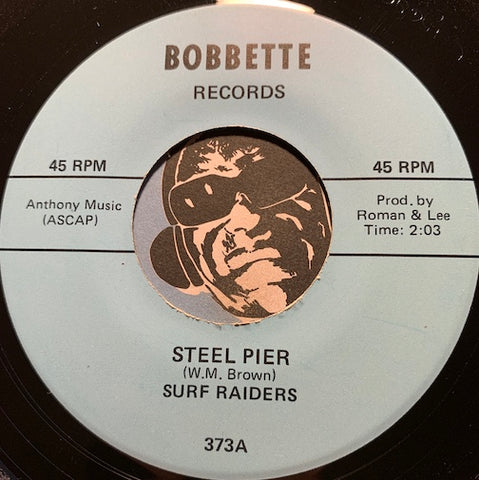 BOBBETTE
RECORDS
45 RPM
45 RPM
Anthony Music
(ASCAP)
Prod. by
Roman & Lee
Time: 2:03
STEEL PIER
(W.M. Brown)
SURF RAIDERS
373A